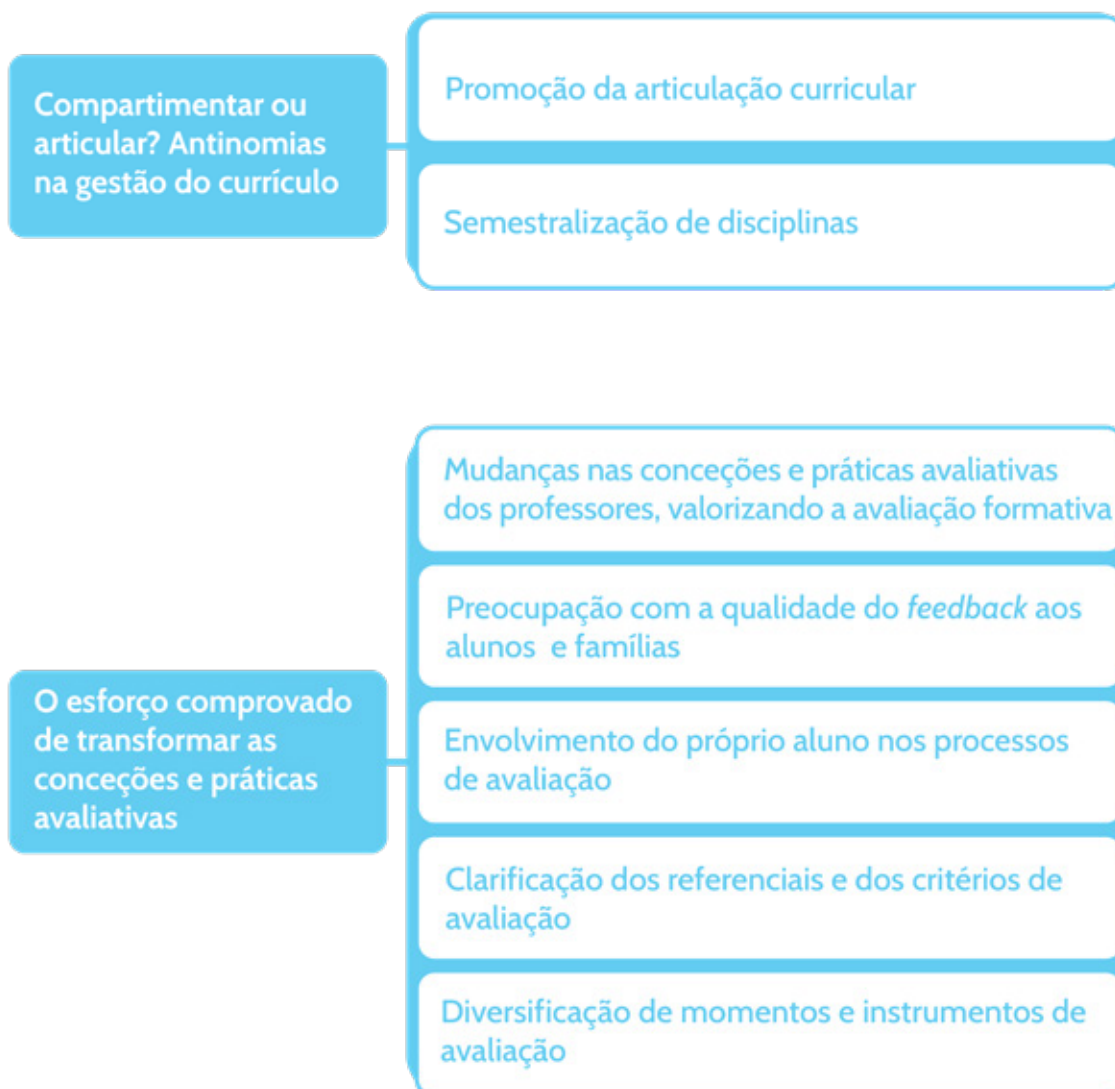 Compartimentar ou
articular? Antinomias
na gestão do currículo
Promoção da articulação curricular
Semestralização de disciplinas
O esforço comprovado
de transformar as
conceções e práticas
avaliativas
Mudanças nas conceções e práticas avaliativas
dos professores, valorizando a avaliação formativa
Preocupação com a qualidade do feedback aos
alunos e famílias
Envolvimento do próprio aluno nos processos
de avaliação
Clarificação dos referenciais e dos critérios de
avaliação
Diversificação de momentos e instrumentos de
avaliação